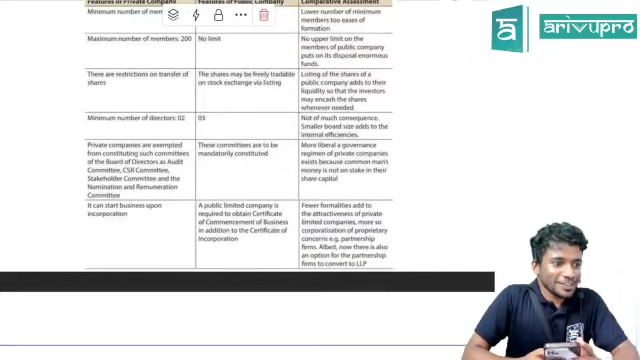 Features of Private Company Features of Public Company Comparative Assessment
Minimum number of
Lower number of minimum
members too eases of
formation
Maximum number of members: 200 No limit No upper limit on the
members of public company
puts on its disposal enormous
funds.
There are restrictions on transfer of
shares
The shares may be freely tradable
on stock exchange via listing
Listing of the shares of a
public company adds to their
liquidity so that the investors
may encash the shares
whenever needed
Minimum number of directors: 02 03 Not of much consequence.
Smaller board size adds to the
internal efficiencies.
Private companies are exempted
from constituting such committees
of the Board of Directors as Audit
Committee, CSR Committee,
Stakeholder Committee and the
Nomination and Remuneration
Committee
These committees are to be
mandatorily constituted
More liberal a governance
regimen of private companies
exists because common man's
money is not on stake in their
share capital
It can start business upon
incorporation
A public limited company is
required to obtain Certificate
of Commencement of Business
in addition to the Certificate of
Incorporation
Fewer formalities add to
the attractiveness of private
limited companies, more so
corporatisation of proprietary
concerns e.g. partnership
firms. Albeit, now there is also
an option for the partnership
firms to convert to LLP
arivupro